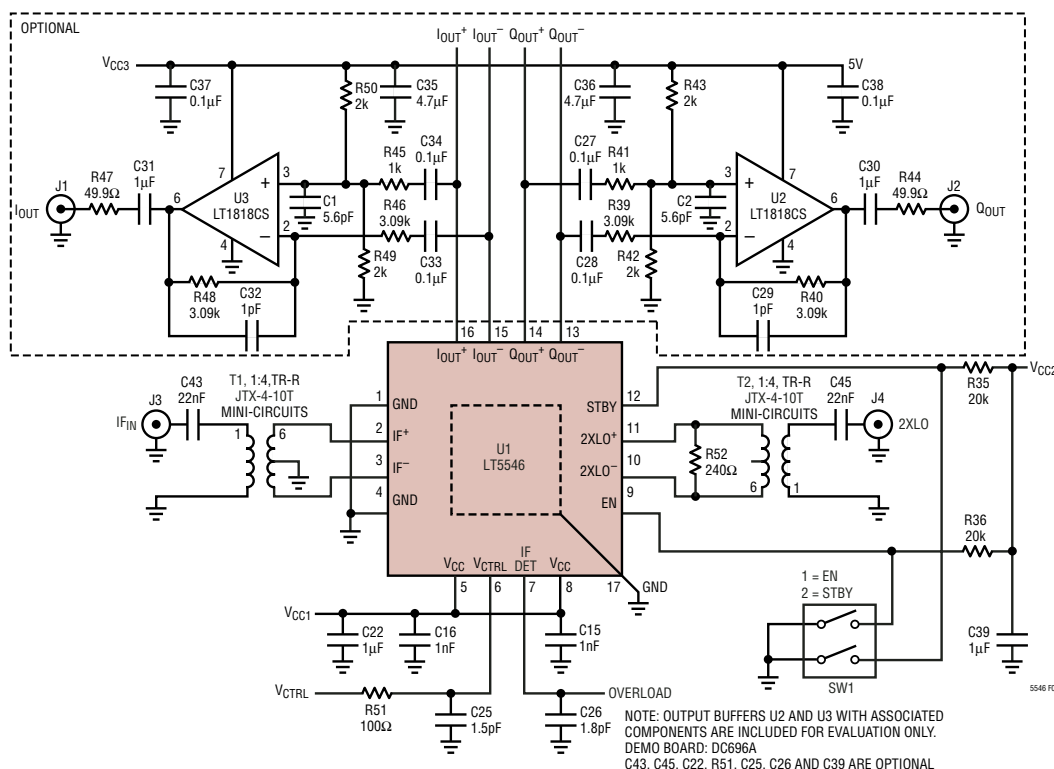 OPTIONAL
IOUT+ IOUT− QOUT+ QOUT−
VCC3
5V
C37
0.1µF
R50
2k
C35
4.7µF
C36
4.7µF
R43
2k
C38
0.1µF
J1
IOUT
R47
49.9Ω
C31
1µF
6
7
U3
LT1818CS
4
+
−
3
2
C1
5.6pF
R45
1k
C34
0.1µF
R46
3.09k
C33
0.1µF
R49
2k
R48
3.09k
C32
1pF
C27
0.1µF
R41
1k
R39
3.09k
C28
0.1µF
R42
2k
C2
5.6pF
3
2
+
−
7
U2
LT1818CS
4
6
C30
1µF
R44
49.9Ω
J2
QOUT
C29
1pF
R40
3.09k
16 15 14 13
IOUT+ IOUT− QOUT+ QOUT−
J3
IFIN
C43
22nF
T1, 1:4,TR-R
JTX-4-10T
MINI-CIRCUITS
1
6
1
GND
2
IF+
3
IF−
4
GND
U1
LT5546
STBY
12
2XLO+
11
2XLO−
10
EN
9
R52
240Ω
T2, 1:4, TR-R
JTX-4-10T
MINI-CIRCUITS
6
1
C45
22nF
J4
2XLO
R35
20k
VCC2
R36
20k
VCC VCTRL IF
DET VCC
5 6 7 8 17
GND
VCC1
C22
1µF
C16
1nF
C15
1nF
VCTRL
R51
100Ω
C25
1.5pF
C26
1.8pF
OVERLOAD
1 = EN
2 = STBY
SW1
C39
1µF
NOTE: OUTPUT BUFFERS U2 AND U3 WITH ASSOCIATED
COMPONENTS ARE INCLUDED FOR EVALUATION ONLY.
DEMO BOARD: DC696A
C43, C45, C22, R51, C25, C26 AND C39 ARE OPTIONAL
5546